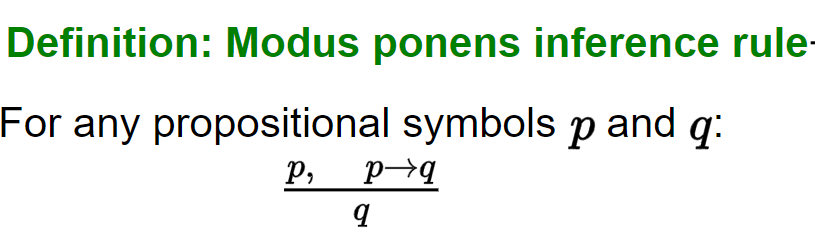 Definition: Modus ponens inference rule-
For any propositional symbols p and q:
p, p→q
q